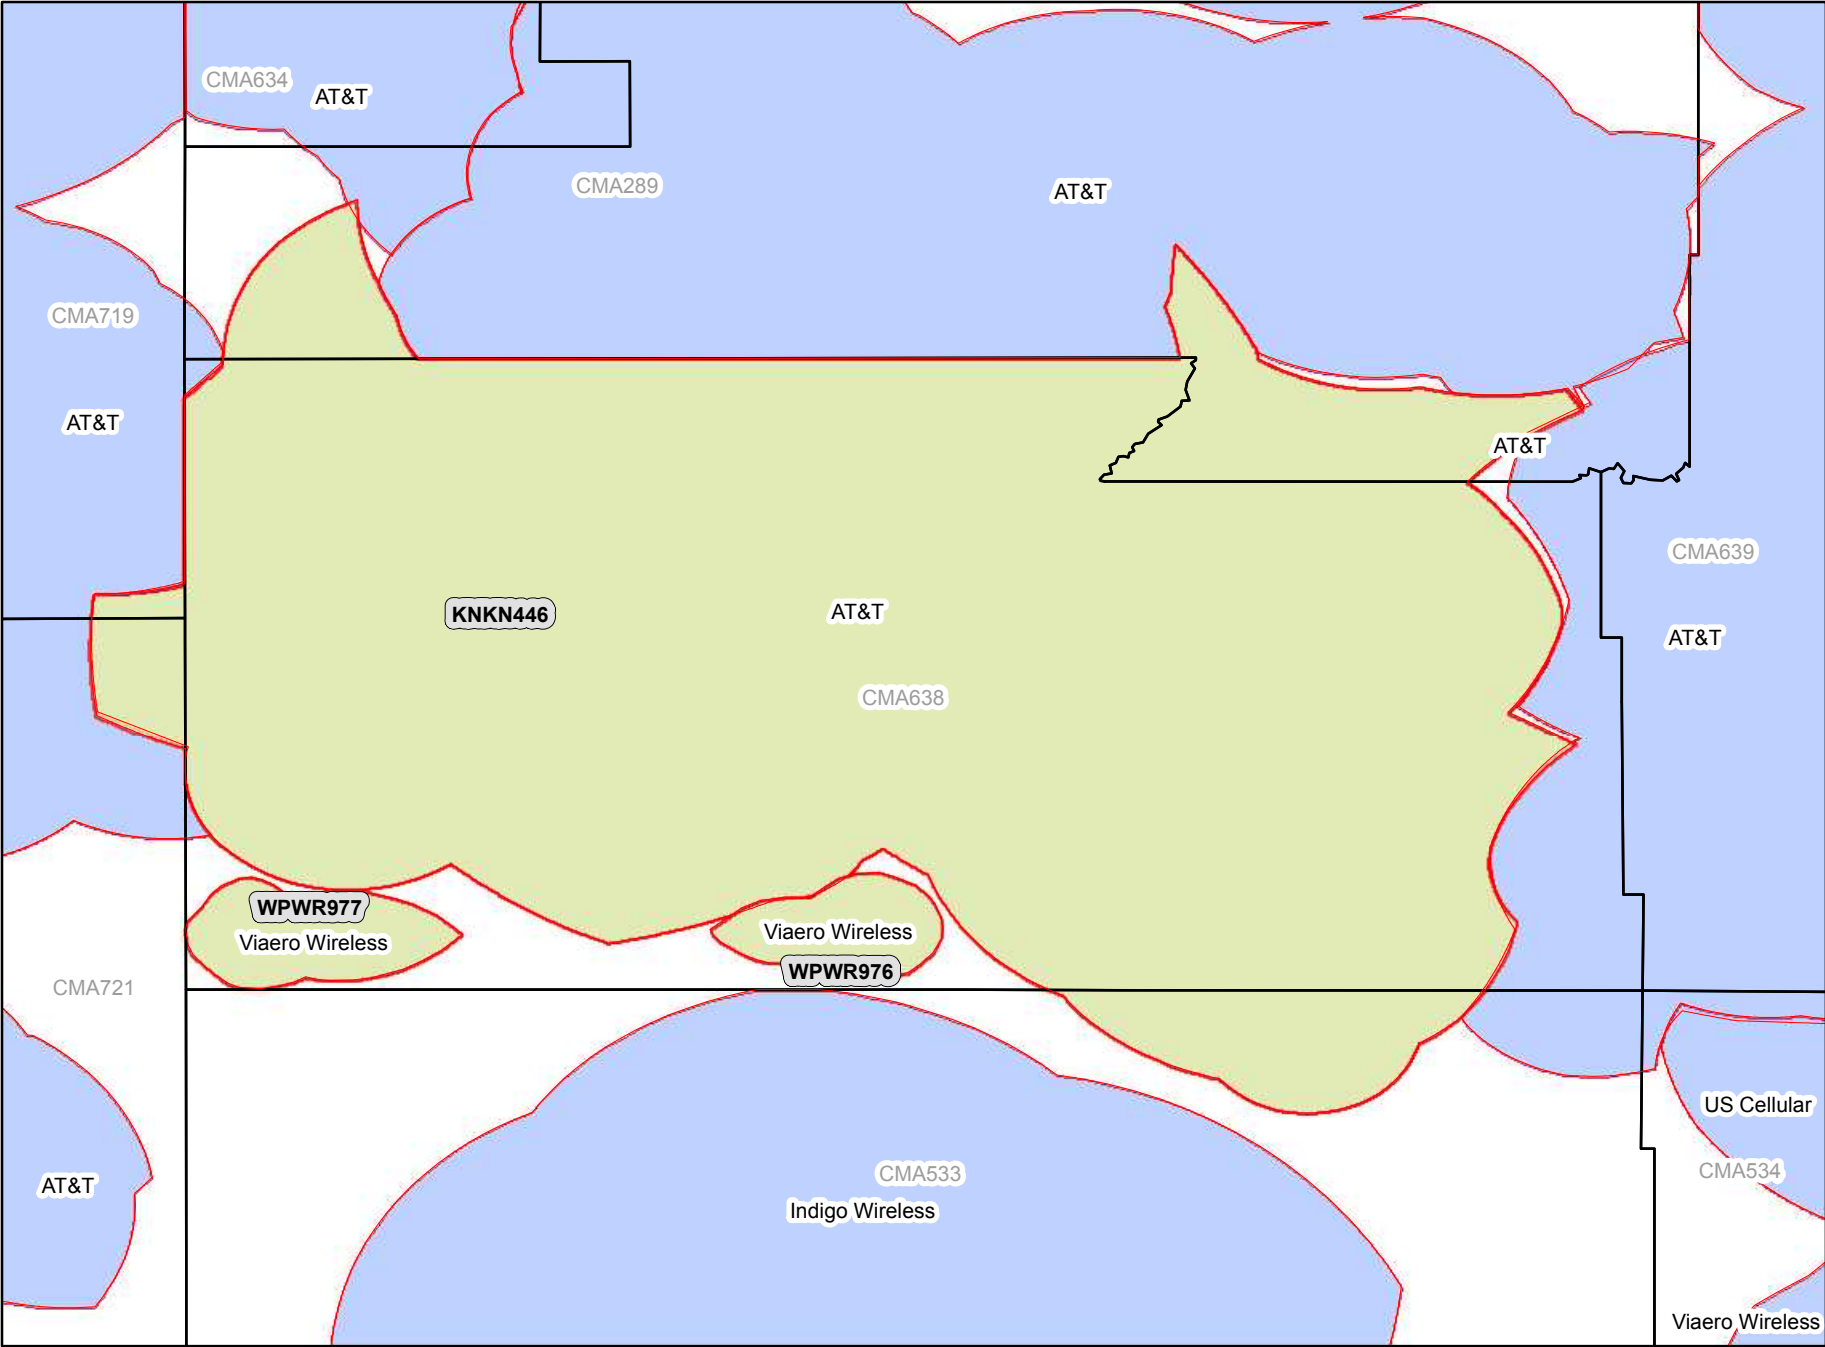 CMA634
AT&T
CMA289
AT&T
CMA719
AT&T
AT&T
CMA639
KNKN446
AT&T
AT&T
CMA638
WPWR977
Viaero Wireless
Viaero Wireless
WPWR976
CMA721
US Cellular
CMA533
CMA534
AT&T
Indigo Wireless
Viaero Wireless